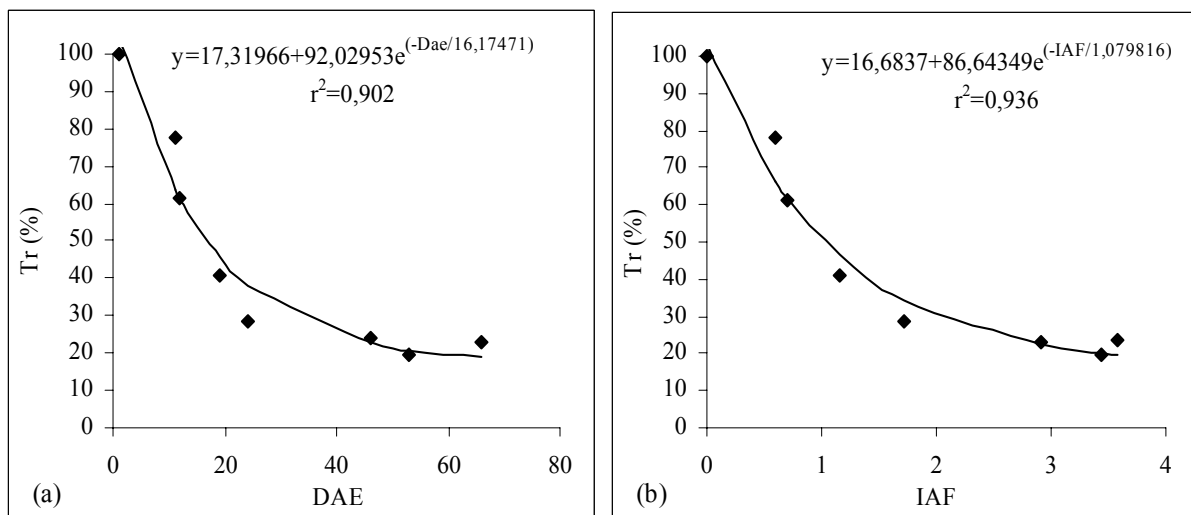 y=17,31966+92,02953e^(-Dae/16,17471)
r²=0,902
100
90
80
70
60
50
40
30
20
10
0
Tr (%)
0 20 40 60 80
(a) DAE
y=16,6837+86,64349e^(-IAF/1,079816)
r²=0,936
100
90
80
70
60
50
40
30
20
10
0
Tr (%)
0 1 2 3 4
(b) IAF